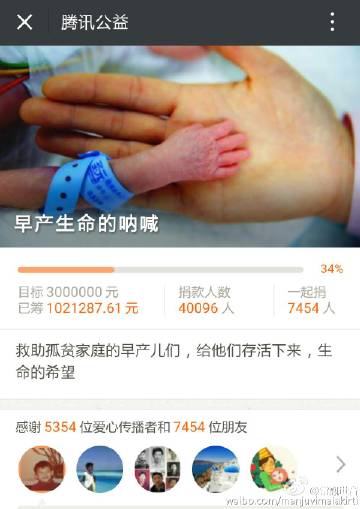 腾讯公益
早产生命的呐喊
34%
目标 3000000 元
已筹 1021287.61 元
捐款人数
40096 人
一起捐
7454 人
救助孤贫家庭的早产儿们，给他们存活下来，生
命的希望
感谢 5354 位爱心传播者和 7454 位朋友
weibo.com/manjuvimalakirti